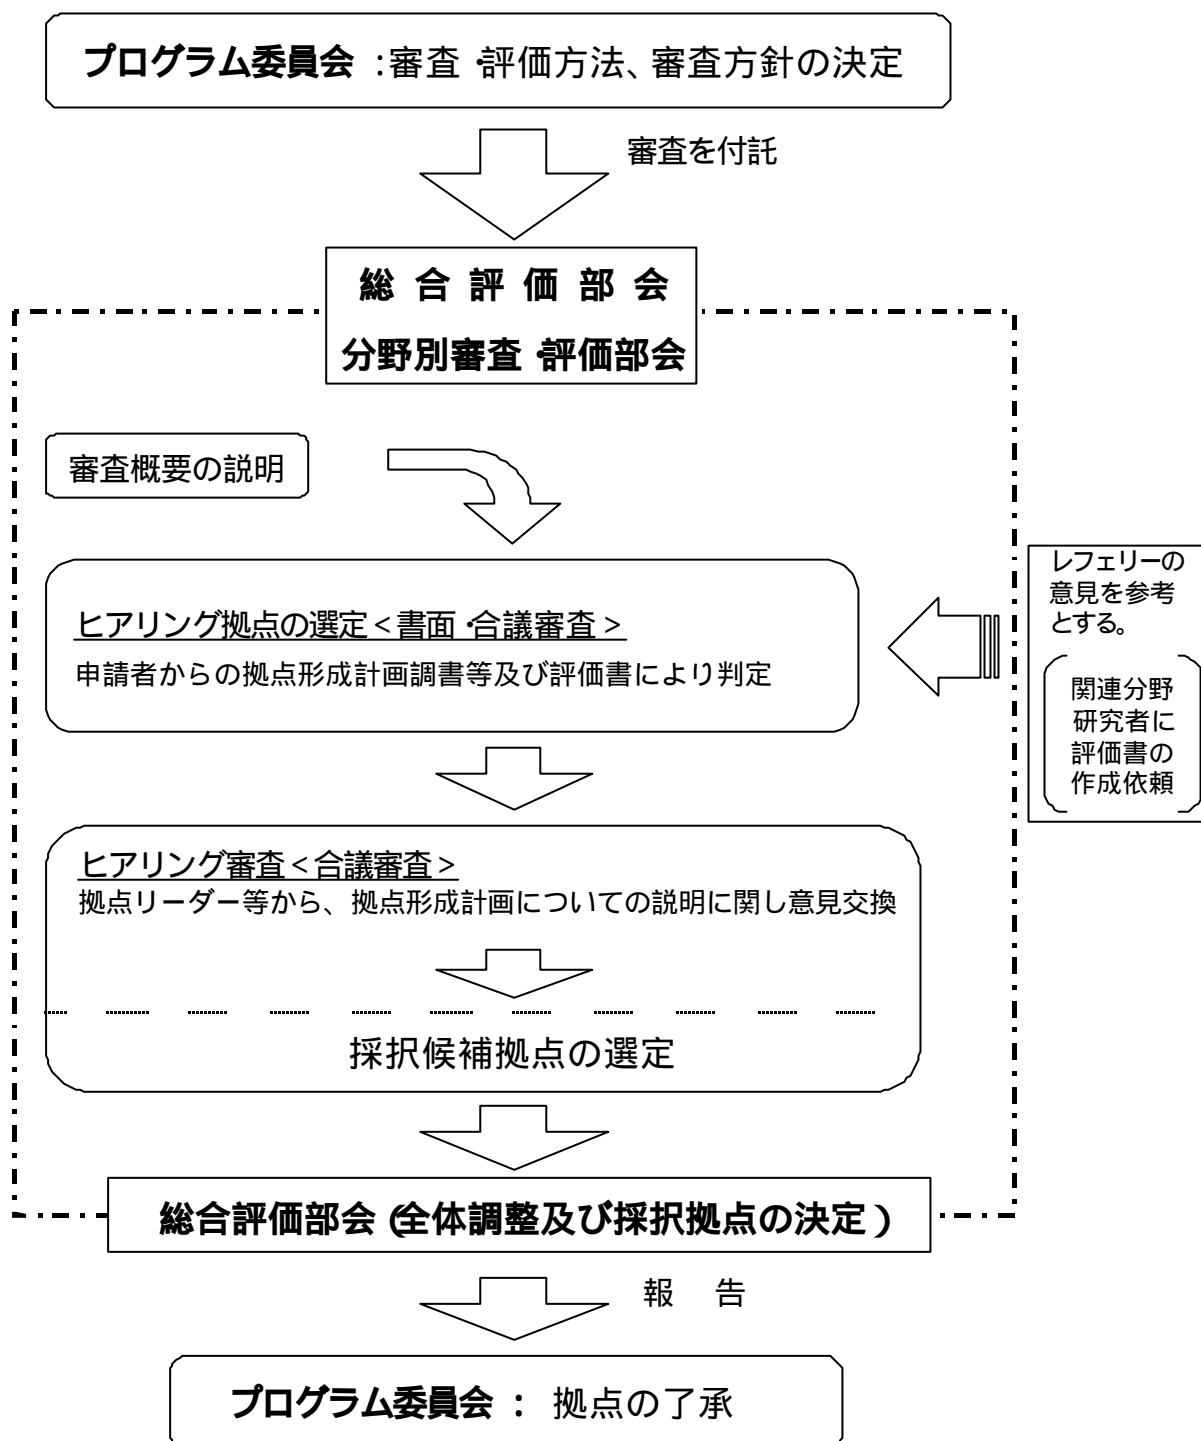 プログラム委員会 :審査・評価方法、審査方針の決定
審査を付託
総合評価部会
分野別審査・評価部会
審査概要の説明
ヒアリング拠点の選定<書面・合議審査>
申請者からの拠点形成計画調書等及び評価書により判定
レフェリーの
意見を参考
とする。
関連分野
研究者に
評価書の
作成依頼
ヒアリング審査<合議審査>
拠点リーダー等から、拠点形成計画についての説明に関し意見交換
採択候補拠点の選定
総合評価部会(全体調整及び採択拠点の決定)
報 告
プログラム委員会 : 拠点の了承